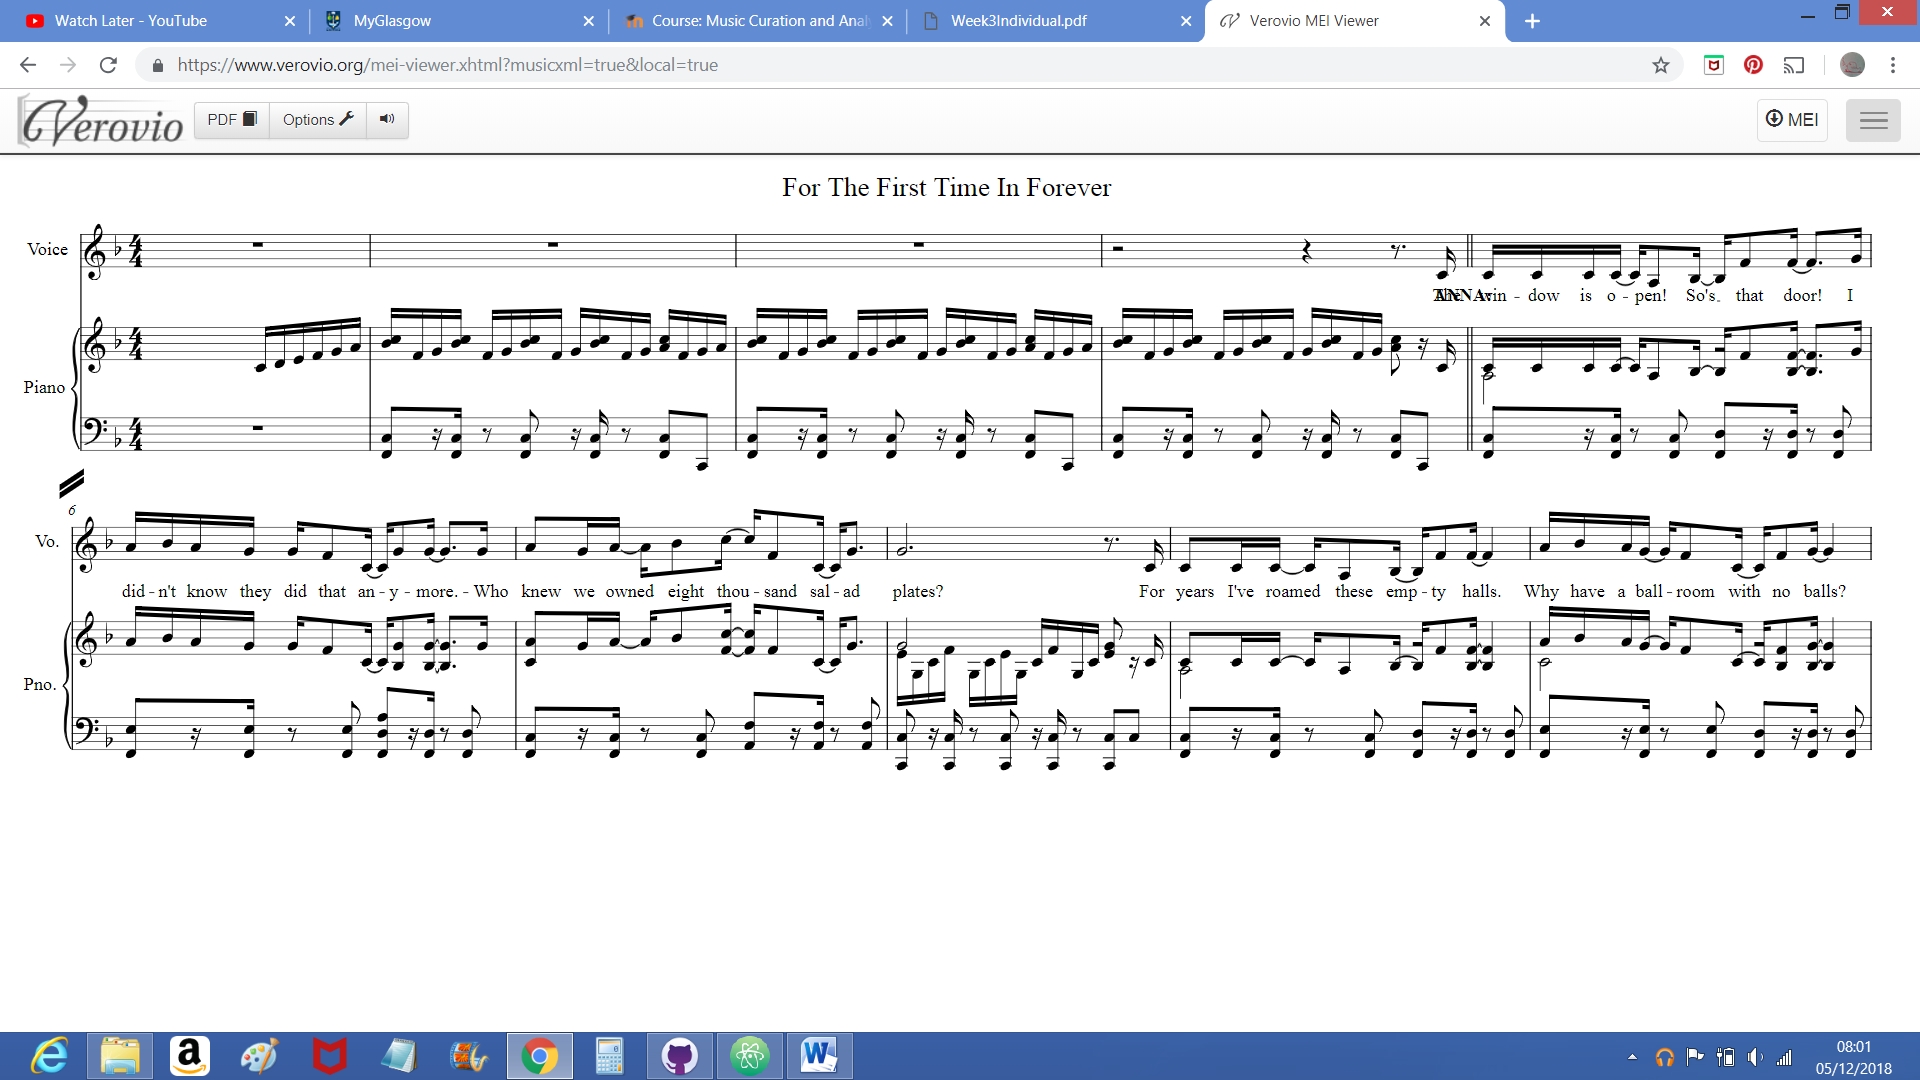 Watch Later - YouTube
MyGlasgow
Course: Music Curation and Anal
Week3Individual.pdf
Verovio MEI Viewer
https://www.verovio.org/mei-viewer.xhtml?musicxml=true&local=true
Verovio
PDF
Options
MEI
For The First Time In Forever
Voice
ANNA:
The win - dow is o - pen! So's that door! I
Piano
6
Vo.
did - n't know they did that an - y - more. - Who knew we owned eight thou - sand sal - ad plates? For years I've roamed these emp - ty halls. Why have a ball - room with no balls?
Pno.
08:01
05/12/2018